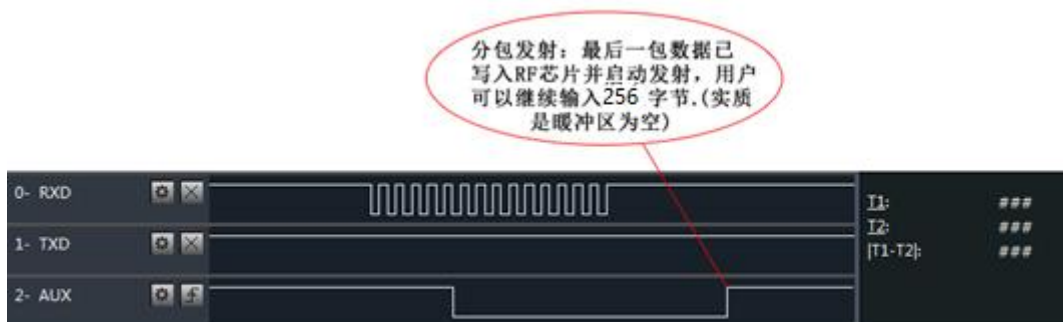 分包发射：最后一包数据已
写入RF芯片并启动发射，用户
可以继续输入256 字节.(实质
是暖冲区为空)
0- RXD
T1: ###
1- TXD
T2: ###
|T1-T2|: ###
2- AUX